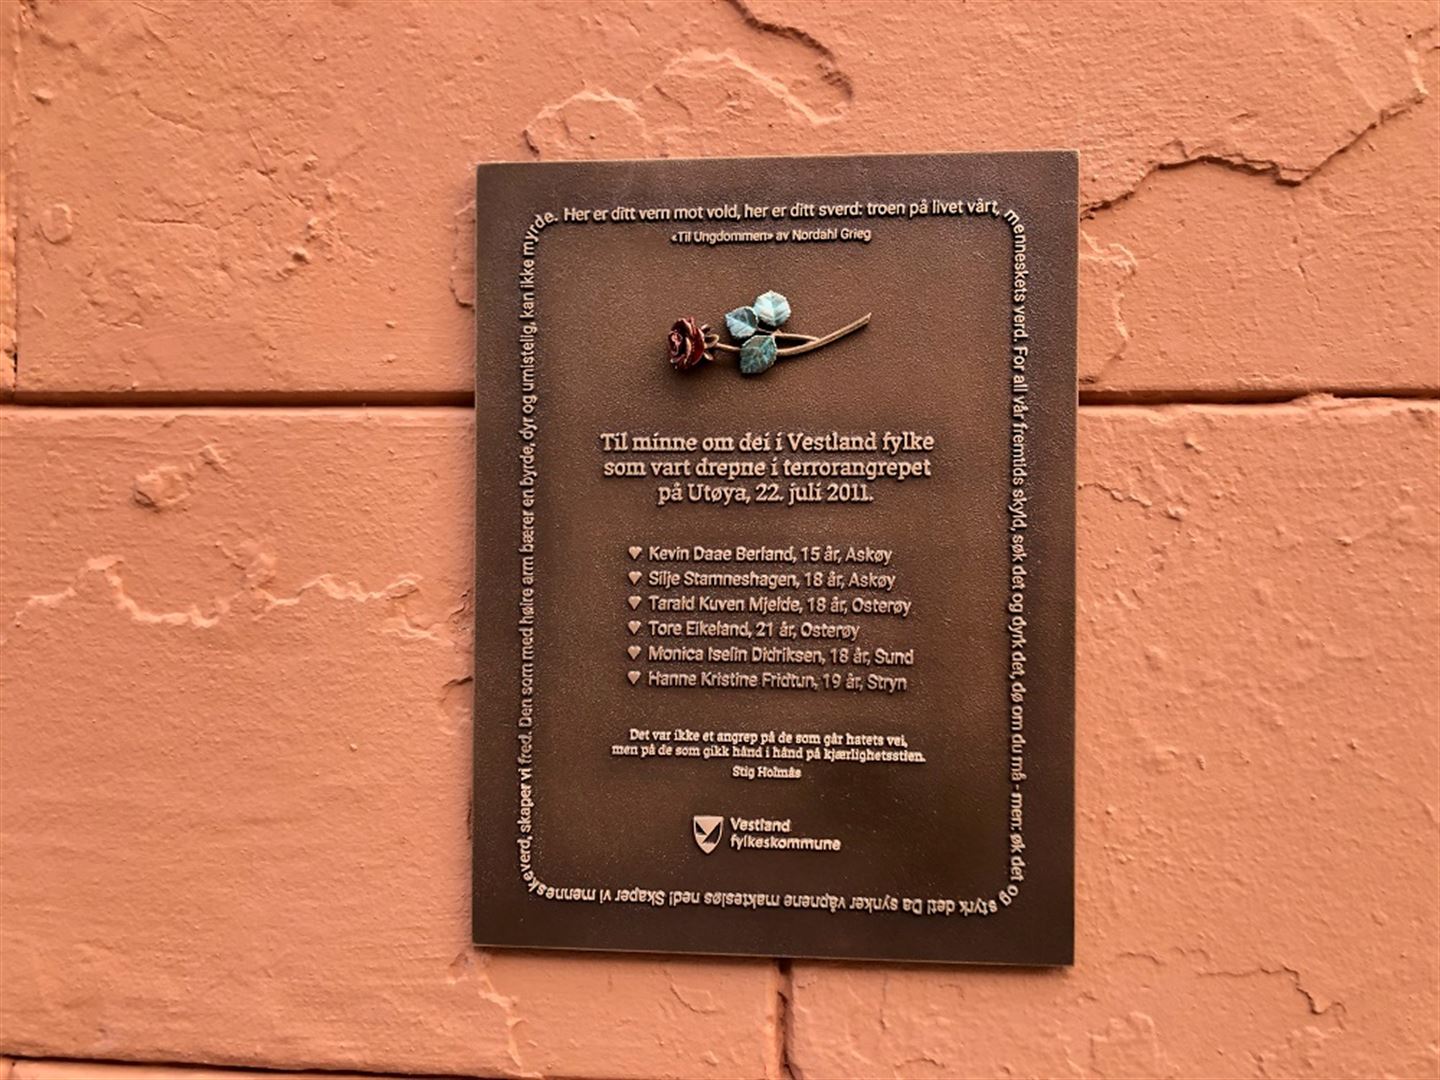 Her er ditt vern mot vold, her er ditt sverd: troen på livet vårt,
menneskets verd. For all vår fremtids skyld, søk det og dyrk det, dø om du må - men: øk det og
styrk det! Da synker våpnene maktesløs ned! Skaper vi menneskeverd,
skaper vi fred. Den som med høire arm bærer en byrde, dyr og umistelig, kan ikke myrde.
«Til Ungdommen» av Nordahl Grieg
Til minne om dei i Vestland fylke
som vart drepne i terrorangrepet
på Utøya, 22. juli 2011.
Kevin Daae Berland, 15 år, Askøy
Silje Stamneshagen, 18 år, Askøy
Tarald Kuven Mjelde, 18 år, Osterøy
Tore Eikeland, 21 år, Osterøy
Monica Iselin Didriksen, 18 år, Sund
Hanne Kristine Fridtun, 19 år, Stryn
Det var ikke et angrep på de som går hatets vei,
men på de som gikk hånd i hånd på kjærlighetsstien.
Stig Holmås
Vestland
fylkeskommune